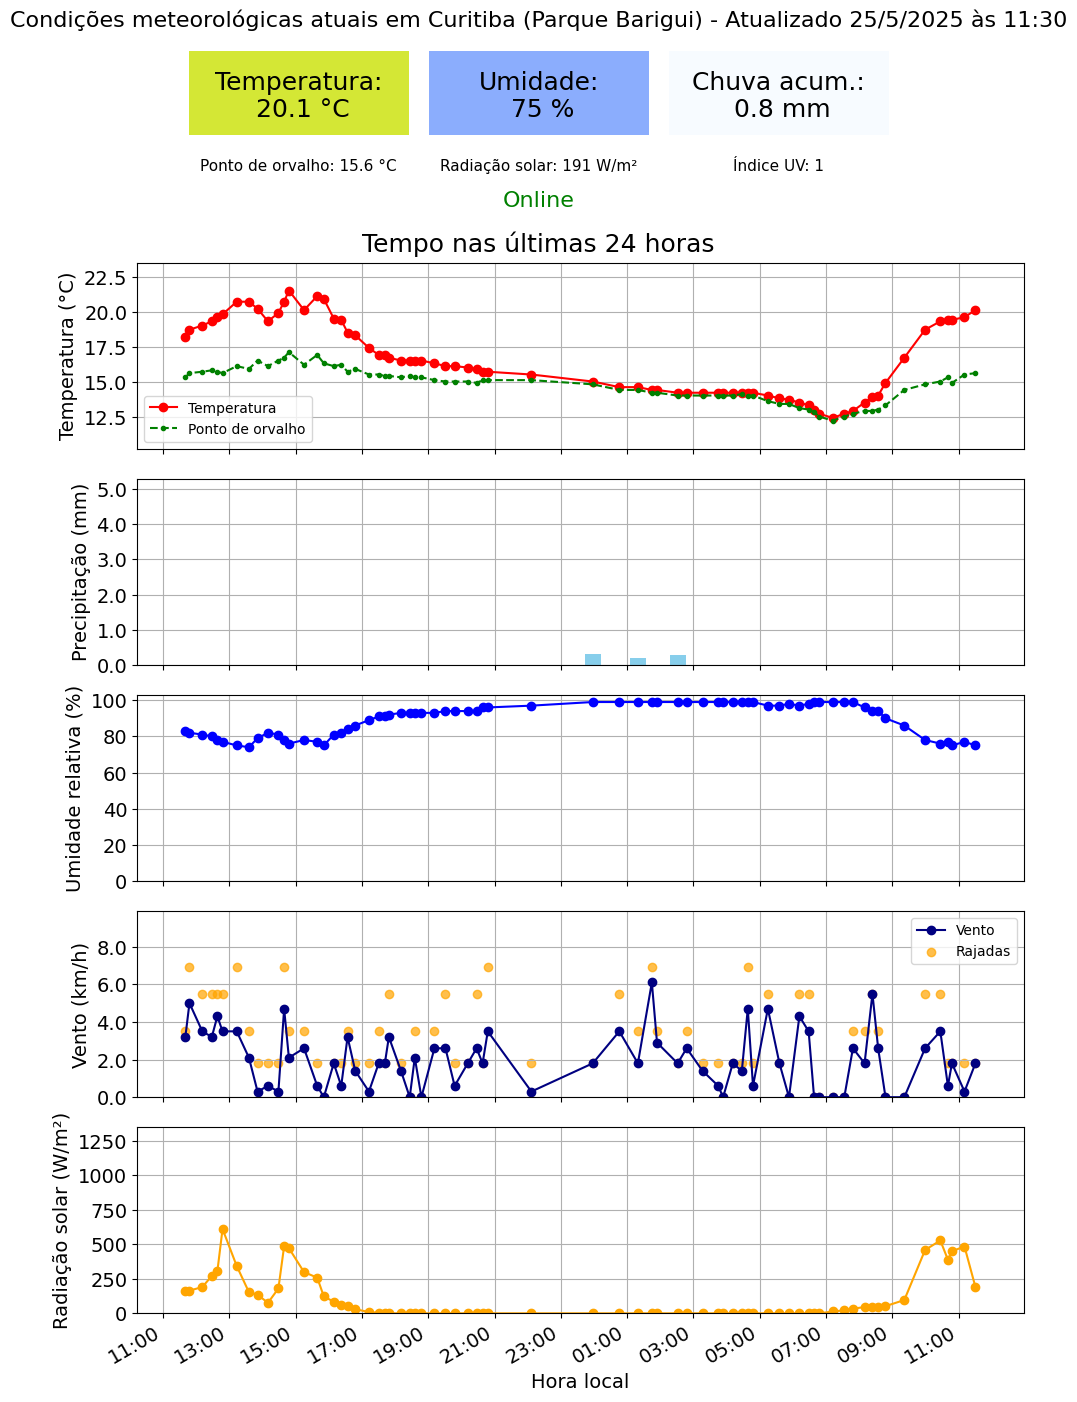 Condições meteorológicas atuais em Curitiba (Parque Barigui) - Atualizado 25/5/2025 às 11:30
Temperatura:
20.1 °C
Umidade:
75 %
Chuva acum.:
0.8 mm
Ponto de orvalho: 15.6 °C
Radiação solar: 191 W/m²
Índice UV: 1
Online
Tempo nas últimas 24 horas
Temperatura (°C)
22.5
20.0
17.5
15.0
12.5
Temperatura
Ponto de orvalho
Precipitação (mm)
5.0
4.0
3.0
2.0
1.0
0.0
Umidade relativa (%)
100
80
60
40
20
0
Vento (km/h)
8.0
6.0
4.0
2.0
0.0
Vento
Rajadas
Radiação solar (W/m²)
1250
1000
750
500
250
0
11:00
13:00
15:00
17:00
19:00
21:00
23:00
01:00
03:00
05:00
07:00
09:00
11:00
Hora local